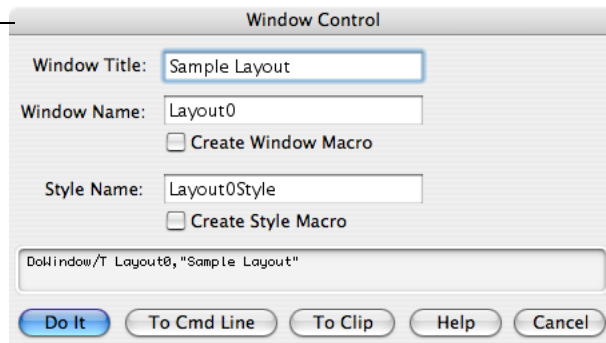 Window Control
Window Title: Sample Layout
Window Name: Layout0
Create Window Macro
Style Name: Layout0Style
Create Style Macro
DoWindow/T Layout0,"Sample Layout"
Do It To Cmd Line To Clip Help Cancel